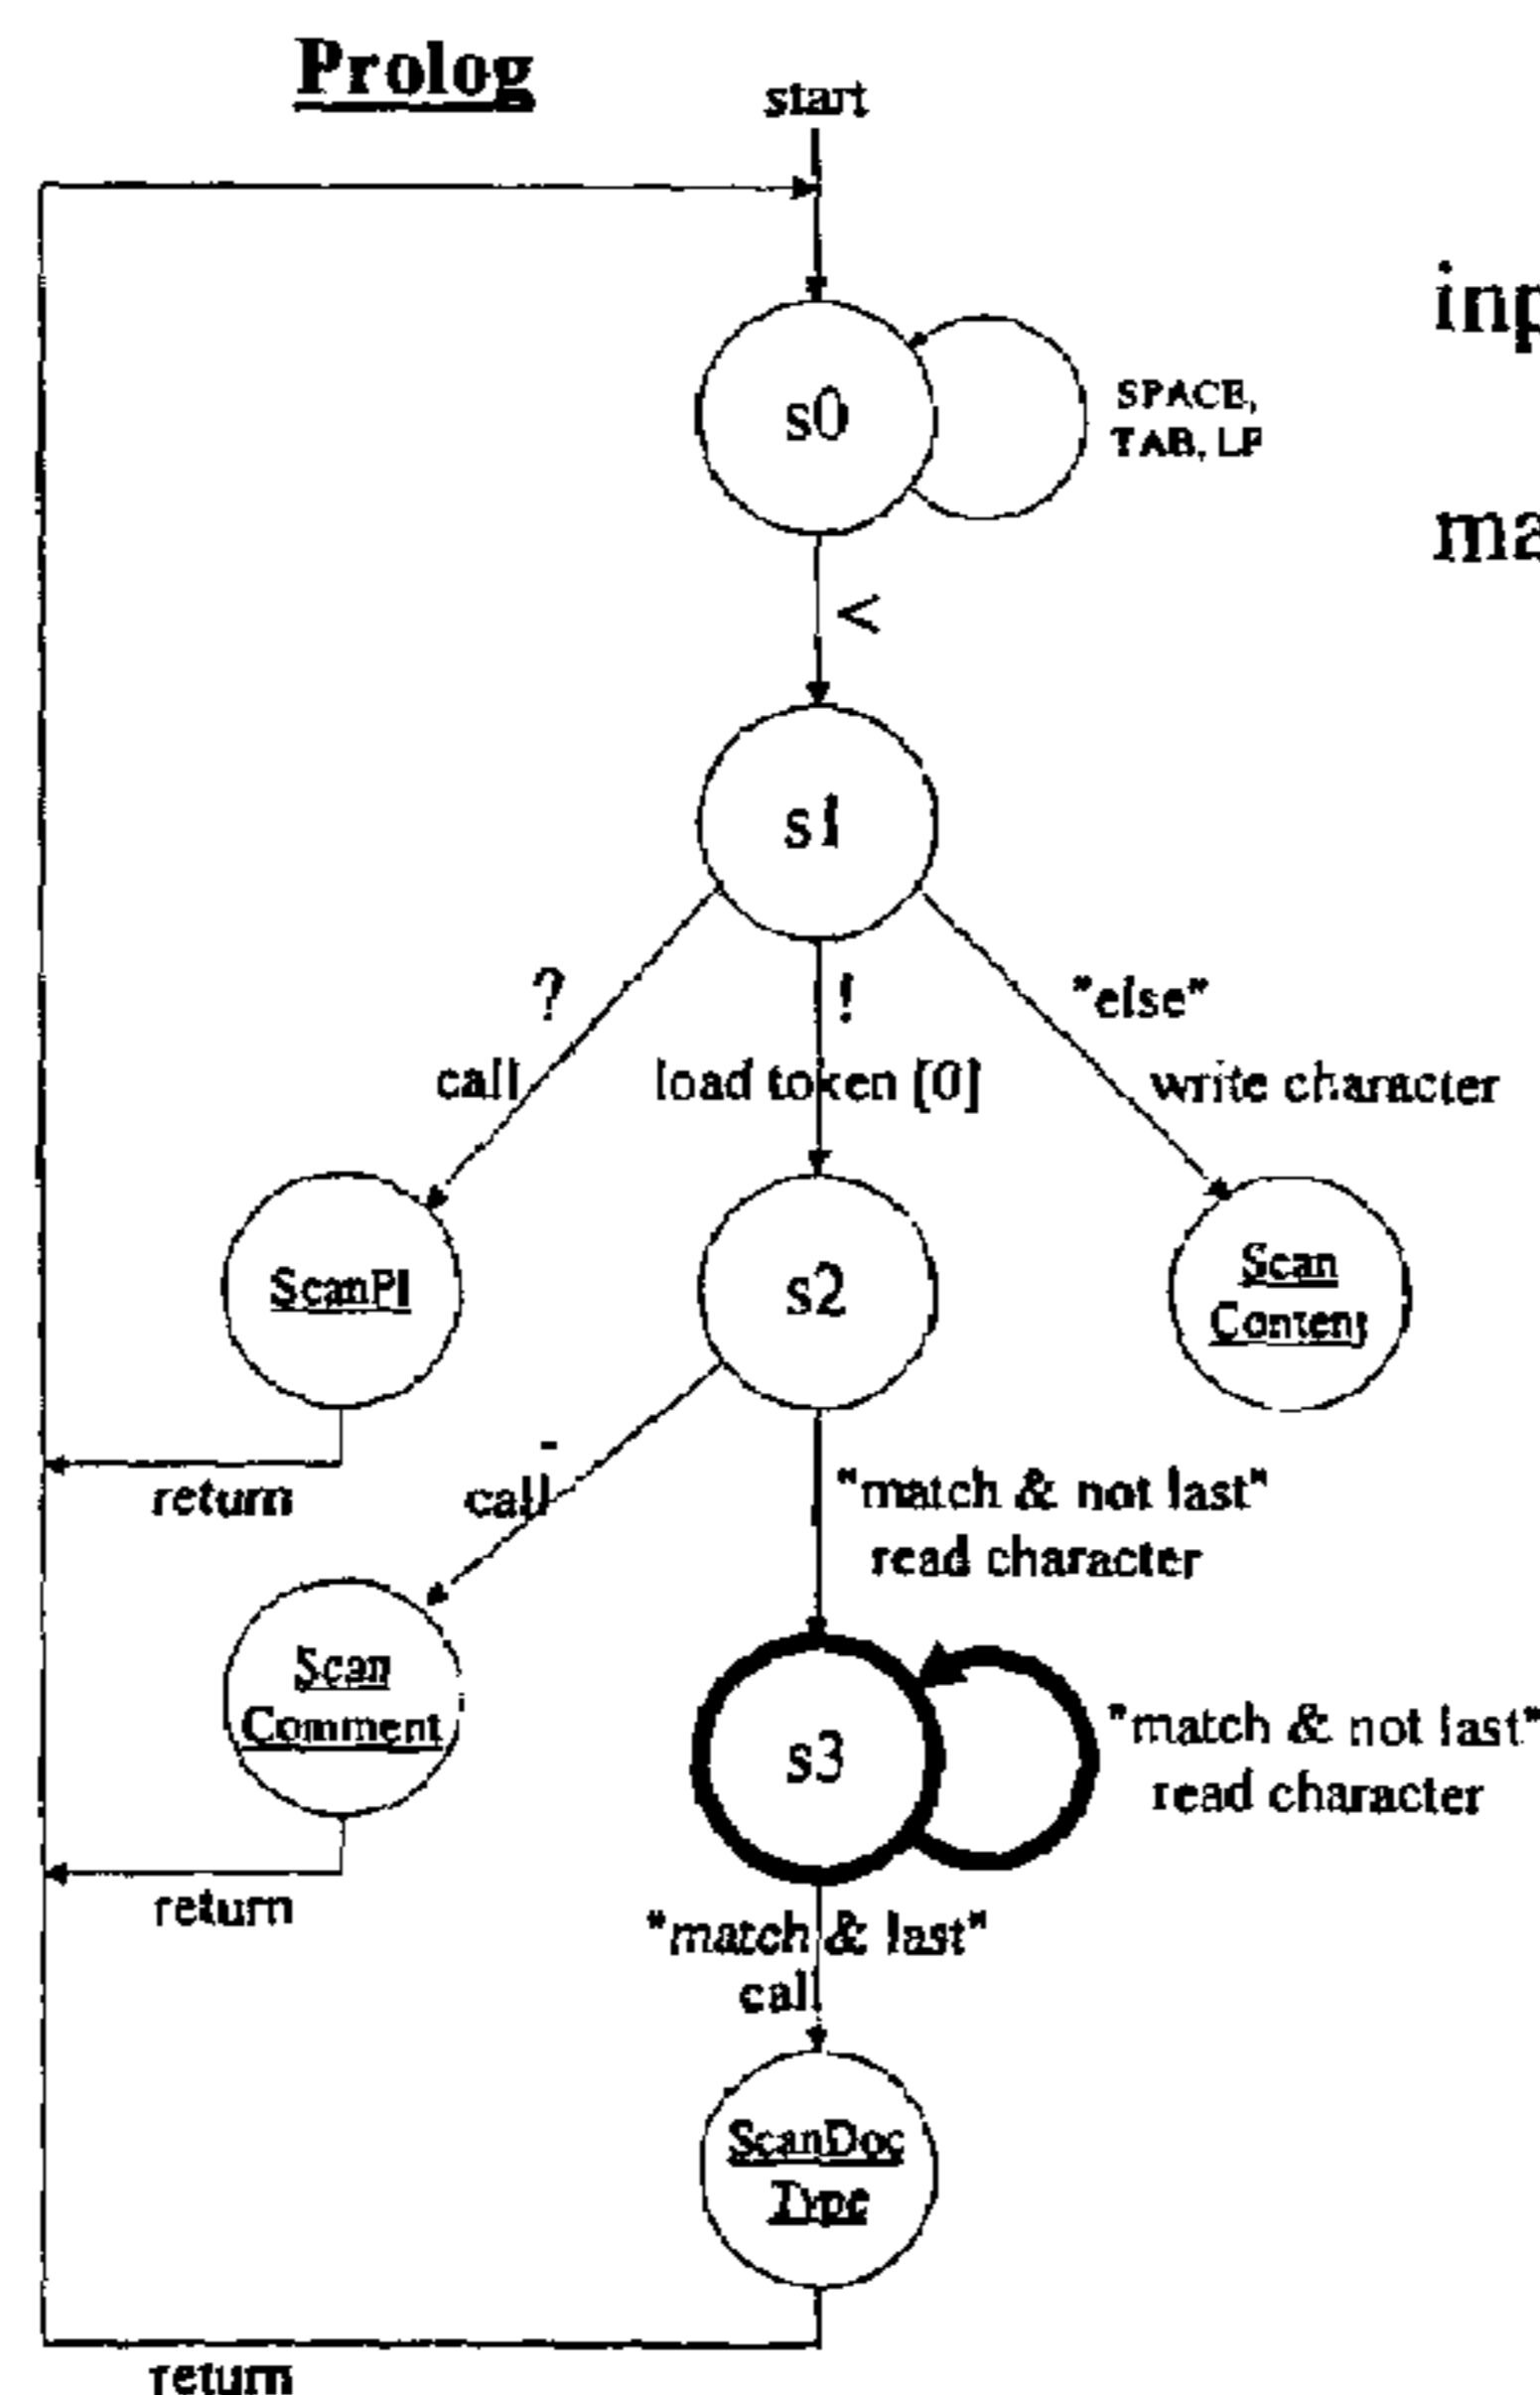 Prolog
start
s0
SPACE,
TAB, LF
<
s1
?
!
"else"
call
load token [0]
write character
ScanPI
s2
Scan
Content
-
call
"match & not last"
read character
return
Scan
Comment
s3
"match & not last"
read character
return
"match & last"
call
ScanDoc
Type
return